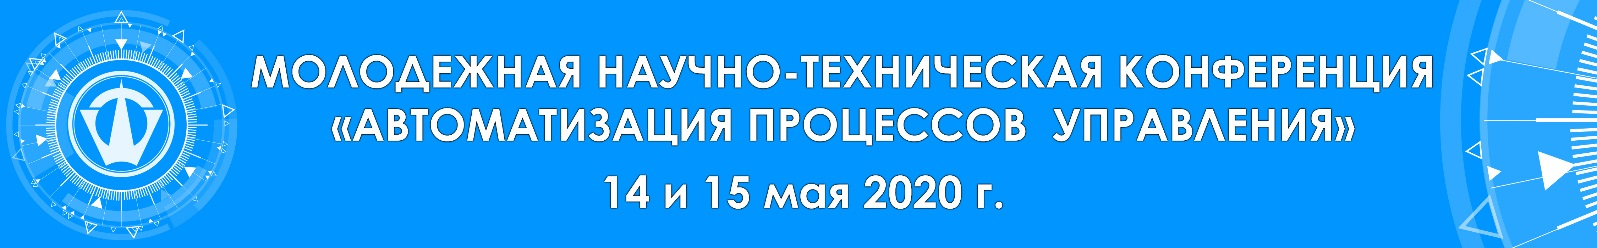 МОЛОДЕЖНАЯ НАУЧНО-ТЕХНИЧЕСКАЯ КОНФЕРЕНЦИЯ
«АВТОМАТИЗАЦИЯ ПРОЦЕССОВ УПРАВЛЕНИЯ»
14 и 15 мая 2020 г.